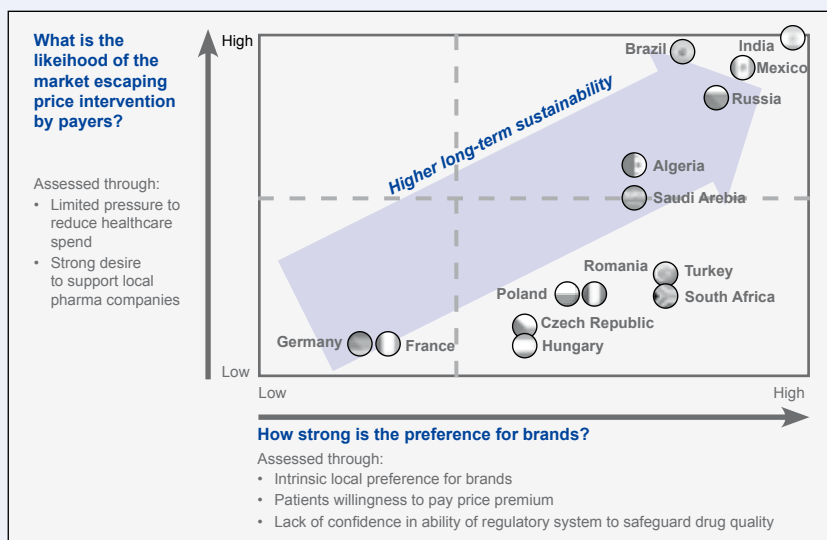 What is the
likeihood of the
market escaping
price intervention
by payers?
Assessed through:
• Limited pressure to
reduce healthcare
spend
• Strong desire
to support local
pharma companies
High
Low
Higher long-term sustainability
Brazil
India
Mexico
Russia
Algeria
Saudi Arebia
Romania
Turkey
Poland
South Africa
Czech Republic
Germany
France
Hungary
Low
High
How strong is the preference for brands?
Assessed through:
• Intrinsic local preference for brands
• Patients willingness to pay price premium
• Lack of confidence in ability of regulatory system to safeguard drug quality